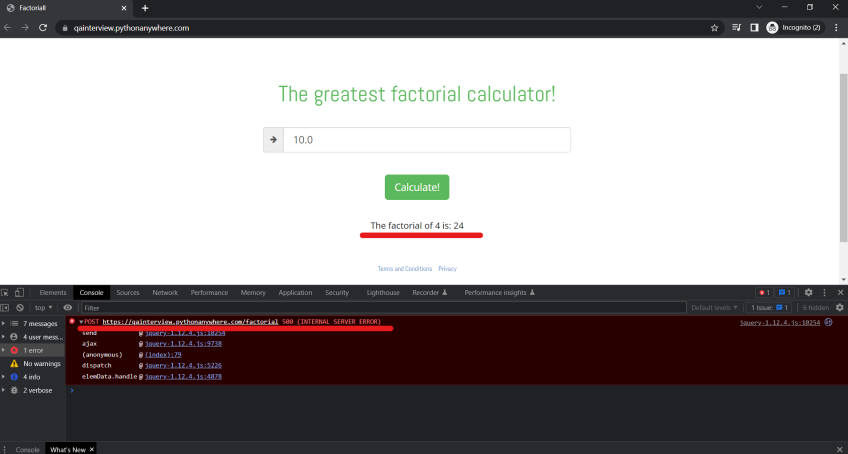 Factoriall
qainterview.pythonanywhere.com
Incognito (2)
The greatest factorial calculator!
10.0
Calculate!
The factorial of 4 is: 24
Terms and Conditions Privacy
Elements Console Sources Network Performance Memory Application Security Lighthouse Recorder Performance insights 1 1
top Filter Default levels 1 Issue: 1 6 hidden
7 messages
4 user mess...
1 error
No warnings
4 info
2 verbose
POST https://qainterview.pythonanywhere.com/factorial 500 (INTERNAL SERVER ERROR) jquery-1.12.4.js:10254
send @ jquery-1.12.4.js:10254
ajax @ jquery-1.12.4.js:9738
(anonymous) @ (index):79
dispatch @ jquery-1.12.4.js:5226
elemData.handle @ jquery-1.12.4.js:4878
Console What's New